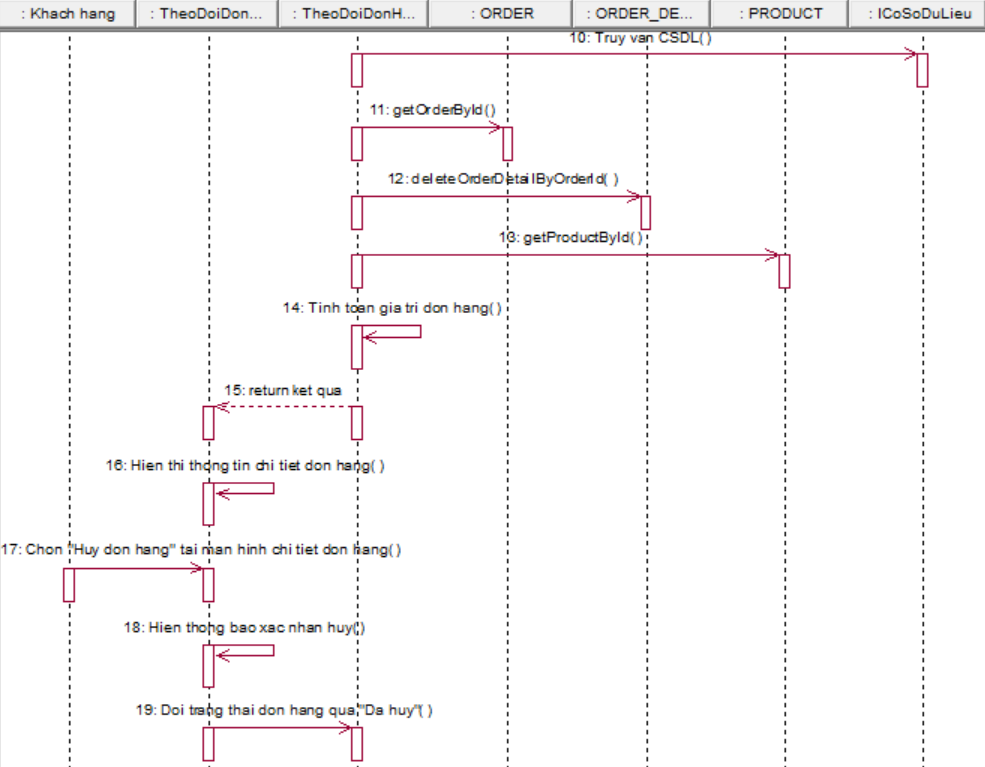 : Khach hang
: TheoDoiDon...
: TheoDoiDonH...
: ORDER
: ORDER_DE...
: PRODUCT
: ICoSoDuLieu
10: Truy van CSDL( )
11: getOrderById( )
12: deleteOrderDetailByOrderId( )
13: getProductById( )
14: Tinh toan gia tri don hang( )
15: return ket qua
16: Hien thi thong tin chi tiet don hang( )
17: Chon "Huy don hang" tai man hinh chi tiet don hang( )
18: Hien thong bao xac nhan huy( )
19: Doi trang thai don hang qua "Da huy"( )